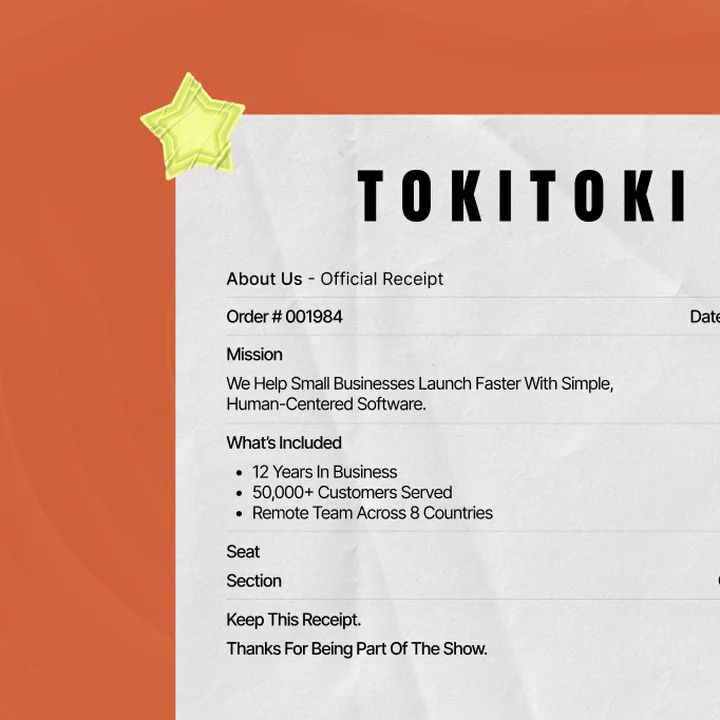 TOKITOKI
About Us - Official Receipt
Order # 001984 Date
Mission
We Help Small Businesses Launch Faster With Simple,
Human-Centered Software.
What's Included
• 12 Years In Business
• 50,000+ Customers Served
• Remote Team Across 8 Countries
Seat
Section
Keep This Receipt.
Thanks For Being Part Of The Show.